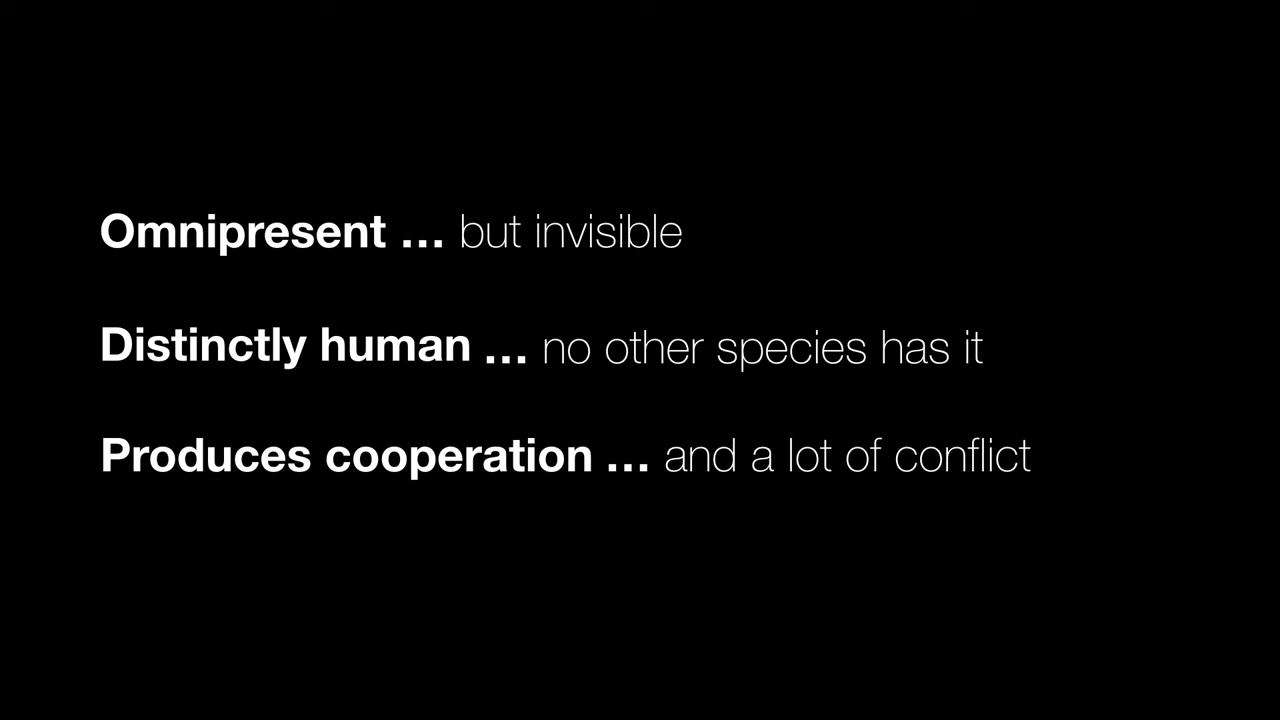 Omnipresent ... but invisible
Distinctly human ... no other species has it
Produces cooperation ... and a lot of conflict